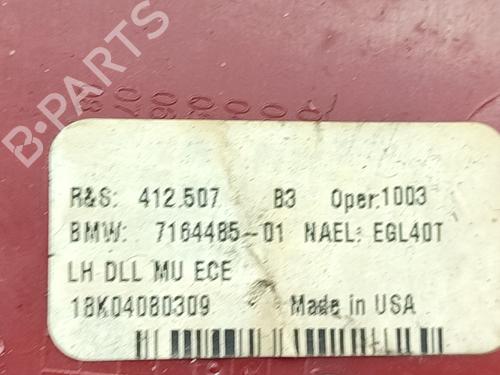 B-PARTS
R&S: 412.507 B3 Oper:1003
BMW: 7164485-01 NAEL: EGL40T
LH DLL MU ECE
18K04080309 Made in USA